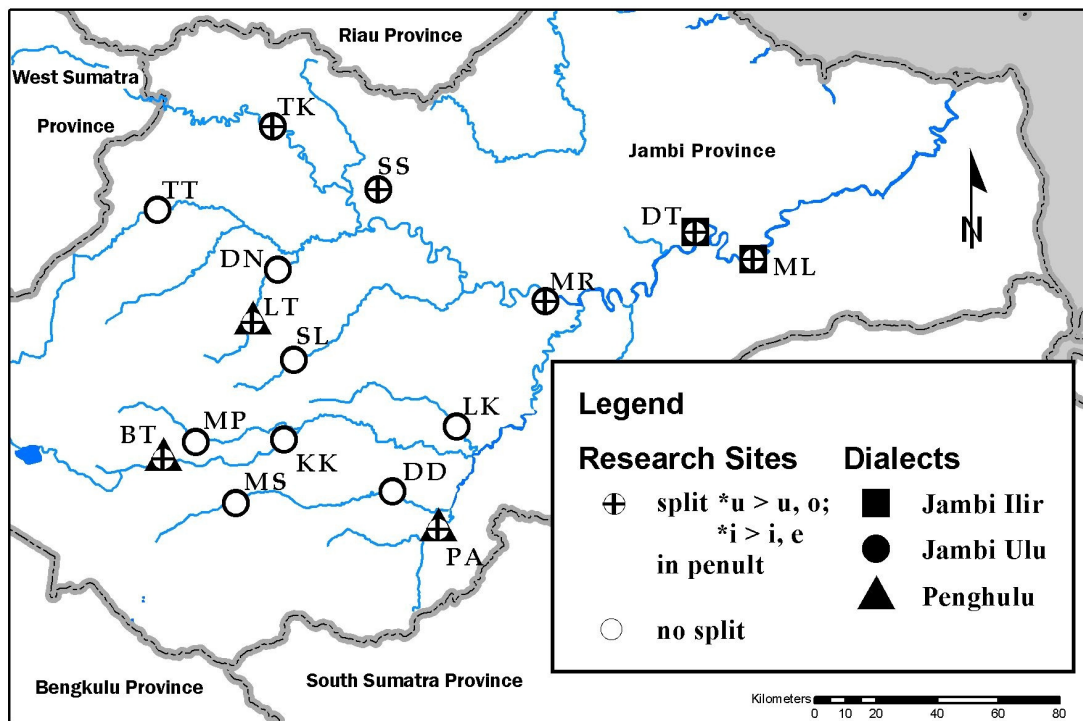 Riau Province
West Sumatra
Province
TK
Jambi Province
SS
TT
DT
ML
DN
MR
LT
SL
LK
MP
BT
KK
DD
MS
PA
N
Legend
Research Sites
split *u > u, o;
*i > i, e
in penult
no split
Dialects
Jambi Ilir
Jambi Ulu
Penghulu
Bengkulu Province
South Sumatra Province
Kilometers
0 10 20 40 60 80